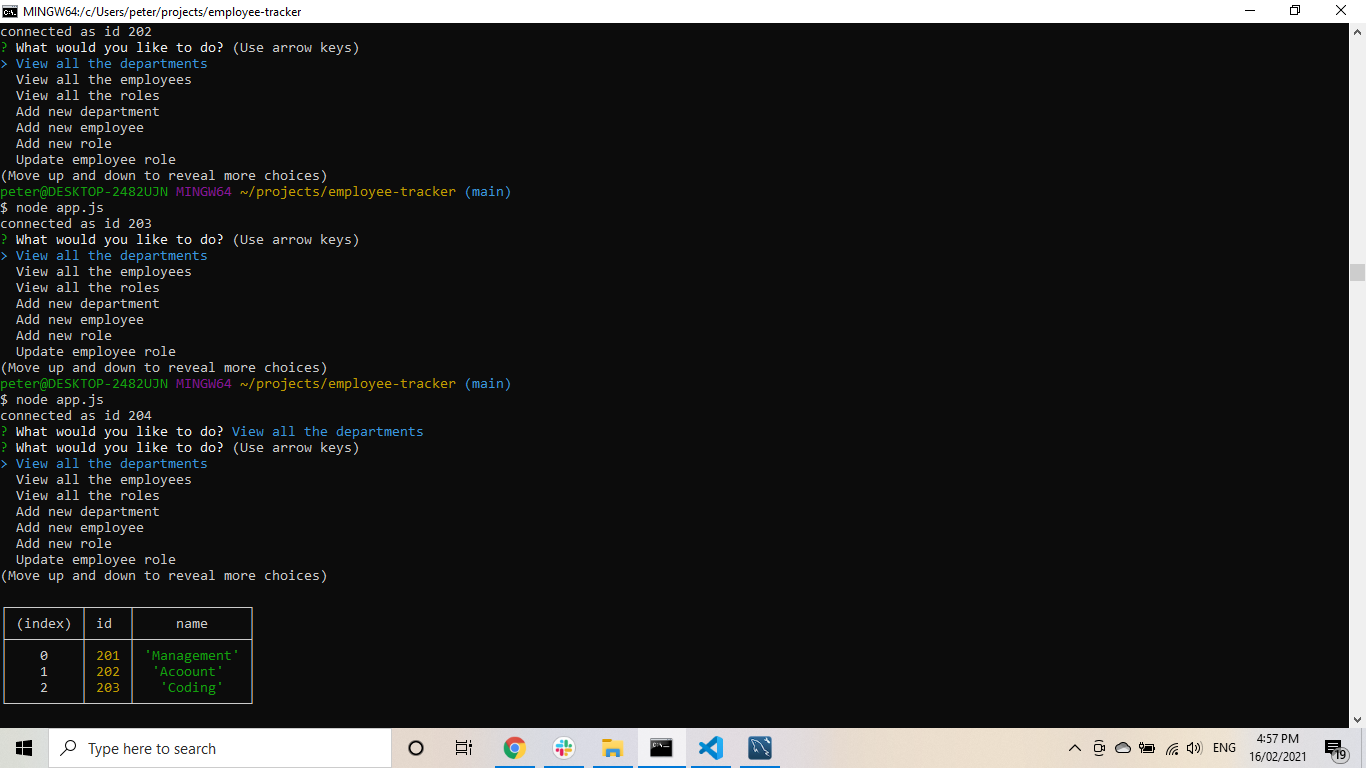 MINGW64:/c/Users/peter/projects/employee-tracker
connected as id 202
? What would you like to do? (Use arrow keys)
> View all the departments
View all the employees
View all the roles
Add new department
Add new employee
Add new role
Update employee role
(Move up and down to reveal more choices)
peter@DESKTOP-2482UJN MINGW64 ~/projects/employee-tracker (main)
$ node app.js
connected as id 203
? What would you like to do? (Use arrow keys)
> View all the departments
View all the employees
View all the roles
Add new department
Add new employee
Add new role
Update employee role
(Move up and down to reveal more choices)
peter@DESKTOP-2482UJN MINGW64 ~/projects/employee-tracker (main)
$ node app.js
connected as id 204
? What would you like to do? View all the departments
? What would you like to do? (Use arrow keys)
> View all the departments
View all the employees
View all the roles
Add new department
Add new employee
Add new role
Update employee role
(Move up and down to reveal more choices)
(index) id name
0 201 'Management'
1 202 'Acoount'
2 203 'Coding'
Type here to search
ENG
4:57 PM
16/02/2021
19